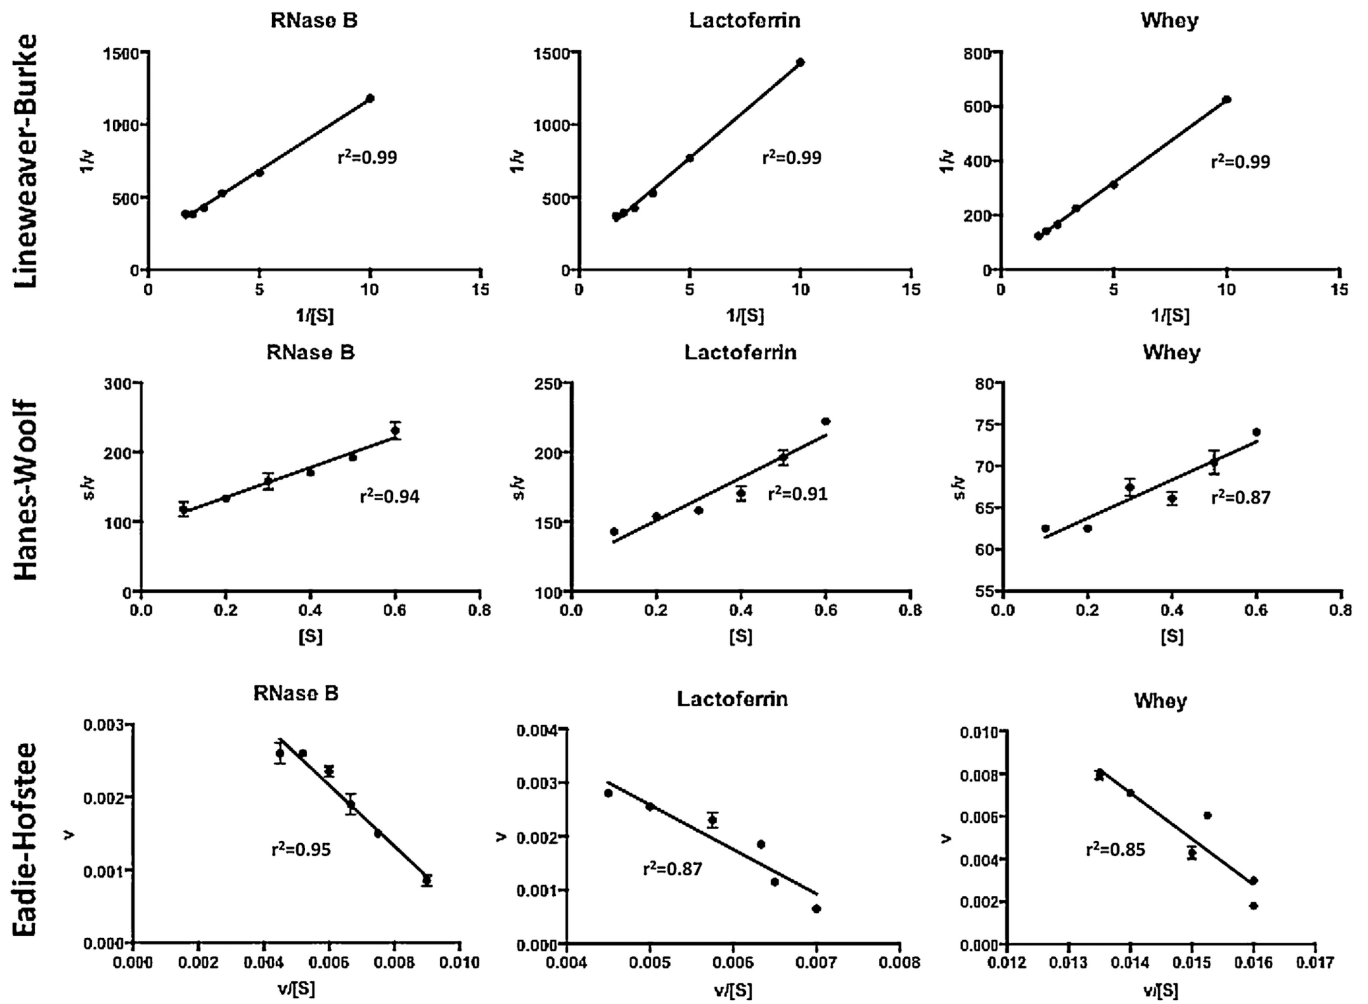 Lineweaver-Burke
RNase B
1500
1000
500
0
1/v
r²=0.99
0 5 10 15
1/[S]
Lactoferrin
1500
1000
500
0
1/v
r²=0.99
0 5 10 15
1/[S]
Whey
800
600
400
200
0
1/v
r²=0.99
0 5 10 15
1/[S]
Hanes-Woolf
RNase B
300
200
100
0
s/v
r²=0.94
0.0 0.2 0.4 0.6 0.8
[S]
Lactoferrin
250
200
150
100
s/v
r²=0.91
0.0 0.2 0.4 0.6 0.8
[S]
Whey
80
75
70
65
60
55
s/v
r²=0.87
0.0 0.2 0.4 0.6 0.8
[S]
Eadie-Hofstee
RNase B
0.003
0.002
0.001
0.000
v
r²=0.95
0.000 0.002 0.004 0.006 0.008 0.010
v/[S]
Lactoferrin
0.004
0.003
0.002
0.001
0.000
v
r²=0.87
0.004 0.005 0.006 0.007 0.008
v/[S]
Whey
0.010
0.008
0.006
0.004
0.002
0.000
v
r²=0.85
0.012 0.013 0.014 0.015 0.016 0.017
v/[S]